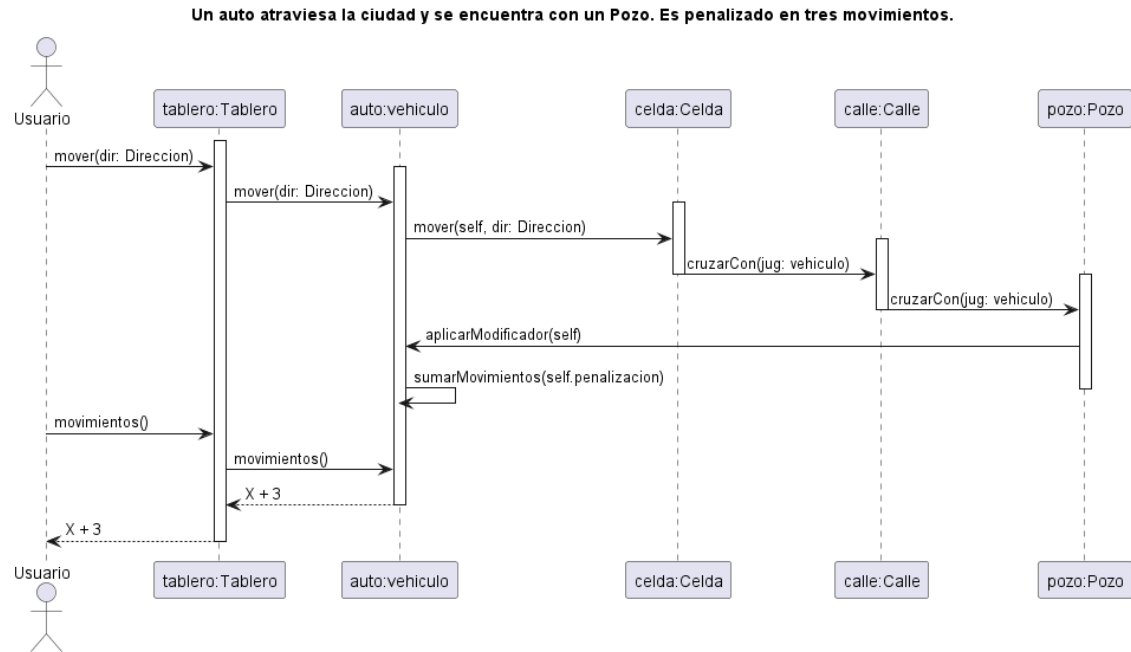 Un auto atraviesa la ciudad y se encuentra con un Pozo. Es penalizado en tres movimientos.
Usuario
tablero:Tablero
auto:vehiculo
celda:Celda
calle:Calle
pozo:Pozo
mover(dir: Direccion)
mover(dir: Direccion)
mover(self, dir: Direccion)
cruzarCon(jug: vehiculo)
cruzarCon(jug: vehiculo)
aplicarModificador(self)
sumarMovimientos(self.penalizacion)
movimientos()
movimientos()
X + 3
X + 3
Usuario
tablero:Tablero
auto:vehiculo
celda:Celda
calle:Calle
pozo:Pozo